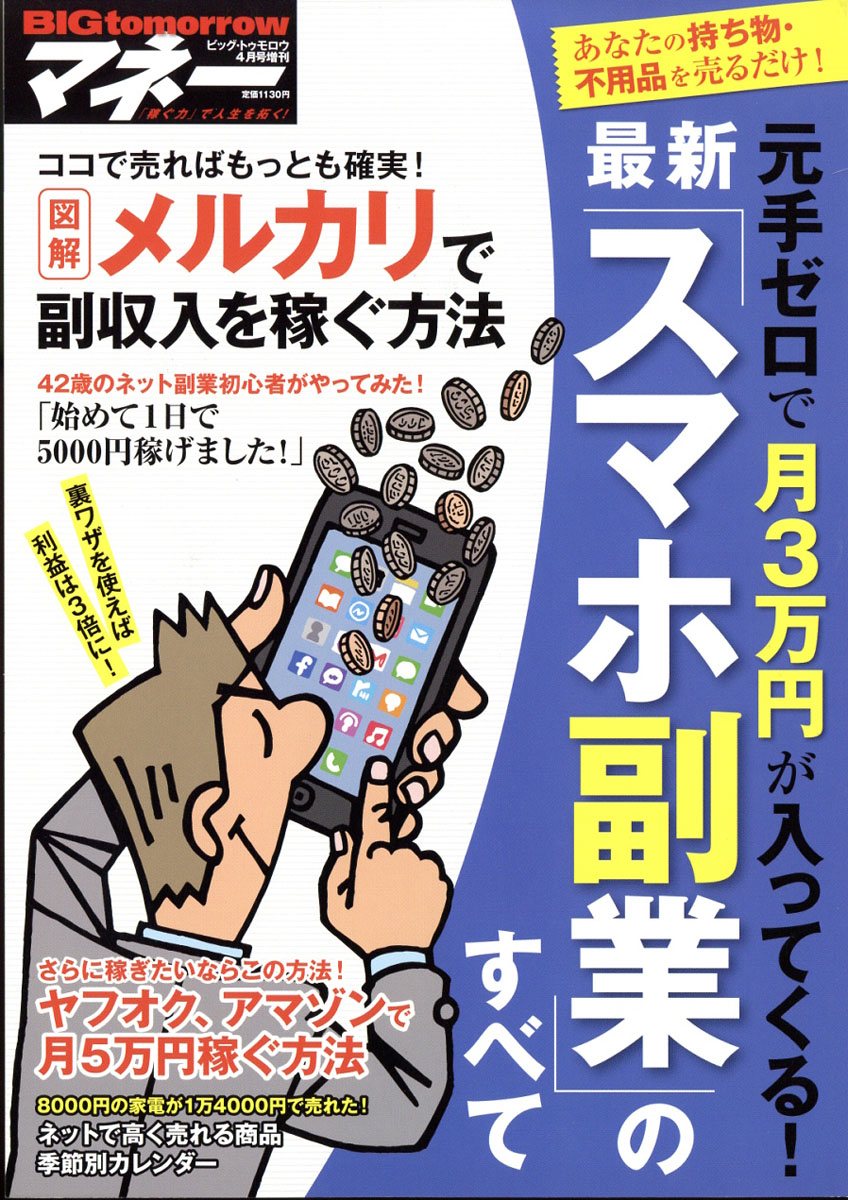 BIGtomorrow
ビッグ・トゥモロウ
4月号増刊
マネー
定価1130円
「稼ぐ力」で人生を拓く!
あなたの持ち物・
不用品を売るだけ!
元手ゼロで月3万円が入ってくる!
最新
「スマホ副業」の
すべて
ココで売ればもっとも確実!
図解
メルカリで
副収入を稼ぐ方法
42歳のネット副業初心者がやってみた!
「始めて1日で
5000円稼げました!」
裏ワザを使えば
利益は3倍に!
さらに稼ぎたいならこの方法!
ヤフオク、アマゾンで
月5万円稼ぐ方法
8000円の家電が1万4000円で売れた!
ネットで高く売れる商品
季節別カレンダー